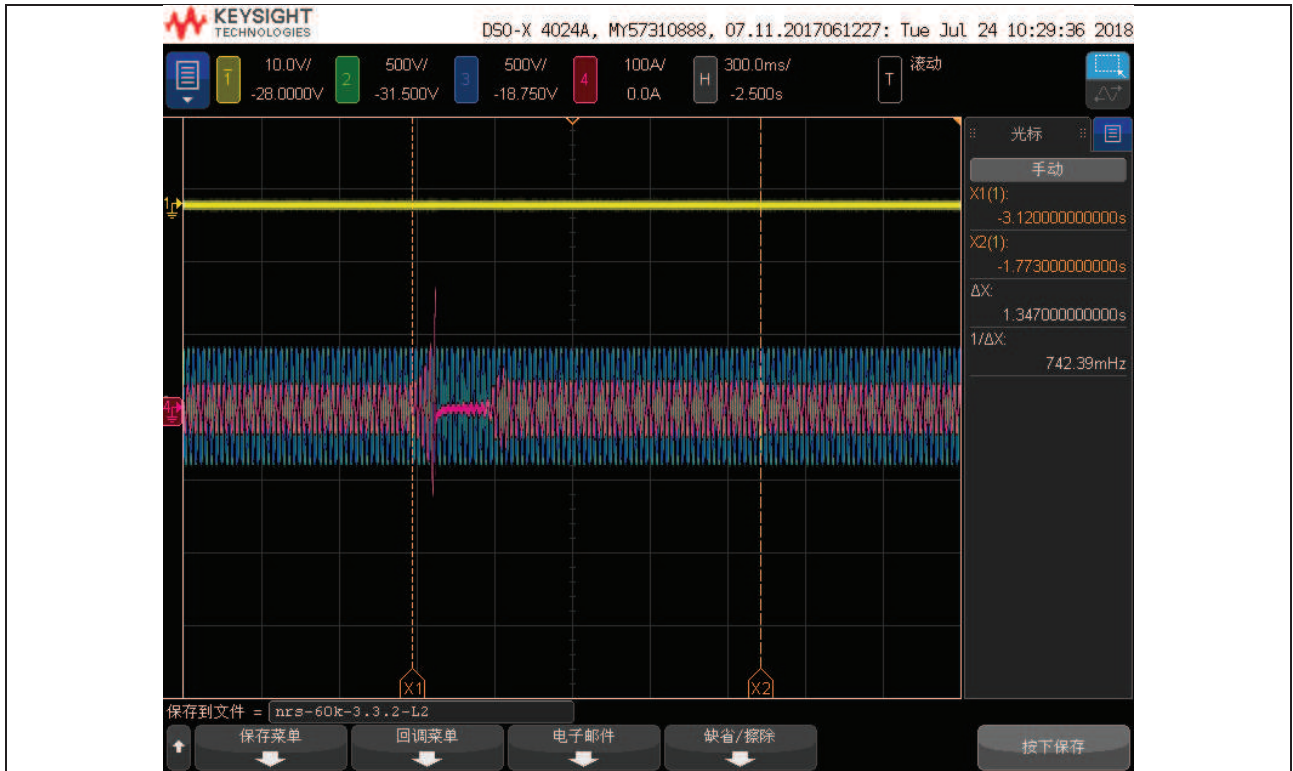 KEYSIGHT
TECHNOLOGIES
DSO-X 4024A, MY57310888, 07.11.2017061227: Tue Jul 24 10:29:36 2018
1 10.0V/ 2 500V/ 3 500V/ 4 100A/ H 300.0ms/ T 滚动
-28.0000V -31.500V -18.750V 0.0A -2.500s
光标
手动
X1(1):
-3.120000000000s
X2(1):
-1.773000000000s
ΔX:
1.347000000000s
1/ΔX:
742.39mHz
1
4
X1 X2
保存到文件 = nrs-60k-3.3.2-L2
保存菜单 回调菜单 电子邮件 缺省/擦除 按下保存